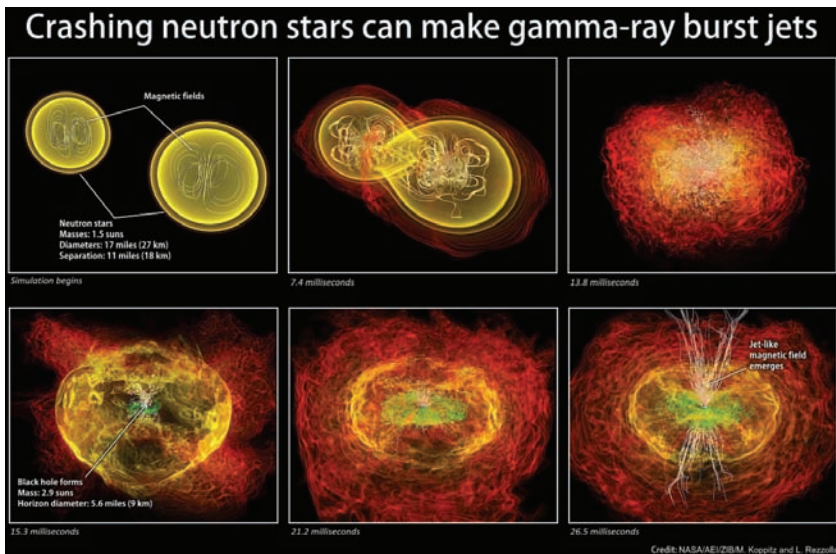 Crashing neutron stars can make gamma-ray burst jets
Magnetic fields
Neutron stars
Masses: 1.5 suns
Diameters: 17 miles (27 km)
Separation: 11 miles (18 km)
Simulation begins
7.4 milliseconds
13.8 milliseconds
Black hole forms
Mass: 2.9 suns
Horizon diameter: 5.6 miles (9 km)
15.3 milliseconds
21.2 milliseconds
Jet-like
magnetic field
emerges
26.5 milliseconds
Credit: NASA/AEI/ZIB/M. Koppitz and L. Rezzoll